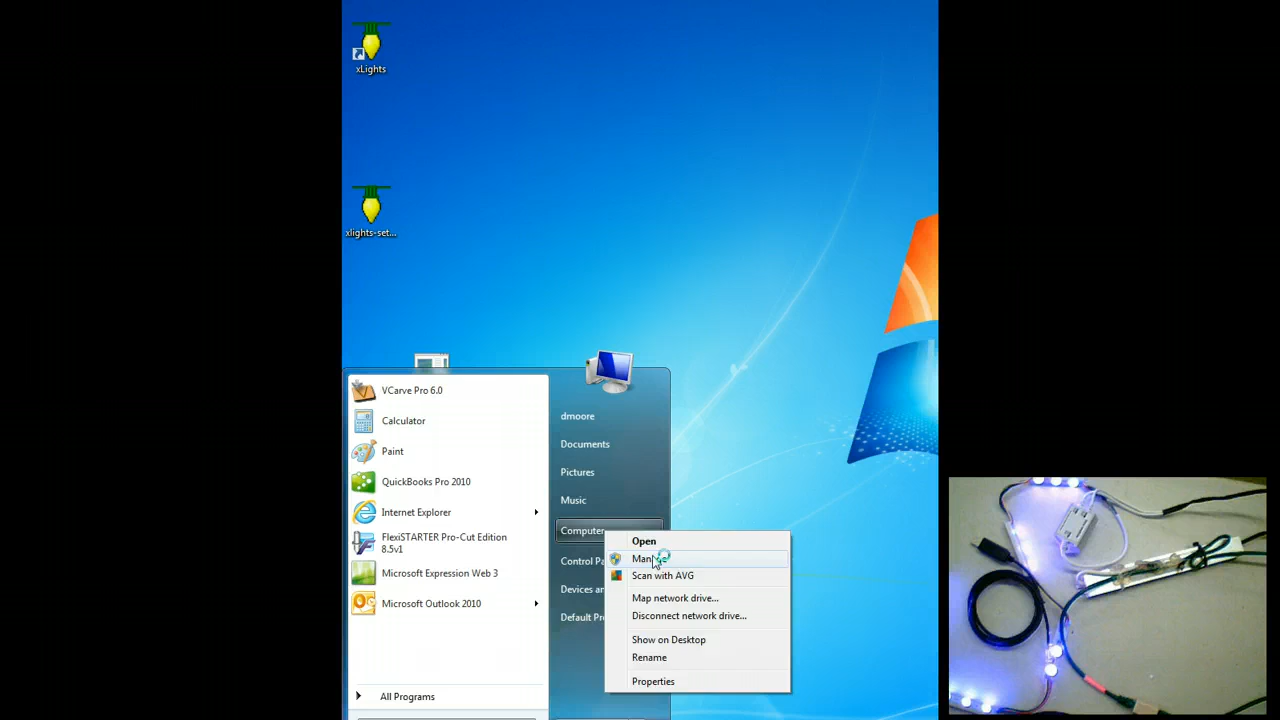 xLights
xlights-set...
VCarve Pro 6.0
Calculator
Paint
QuickBooks Pro 2010
Internet Explorer
FlexiSTARTER Pro-Cut Edition
8.5v1
Microsoft Expression Web 3
Microsoft Outlook 2010
All Programs
dmoore
Documents
Pictures
Music
Computer
Control Pa
Devices an
Default Pr
Open
Man
Scan with AVG
Map network drive...
Disconnect network drive...
Show on Desktop
Rename
Properties